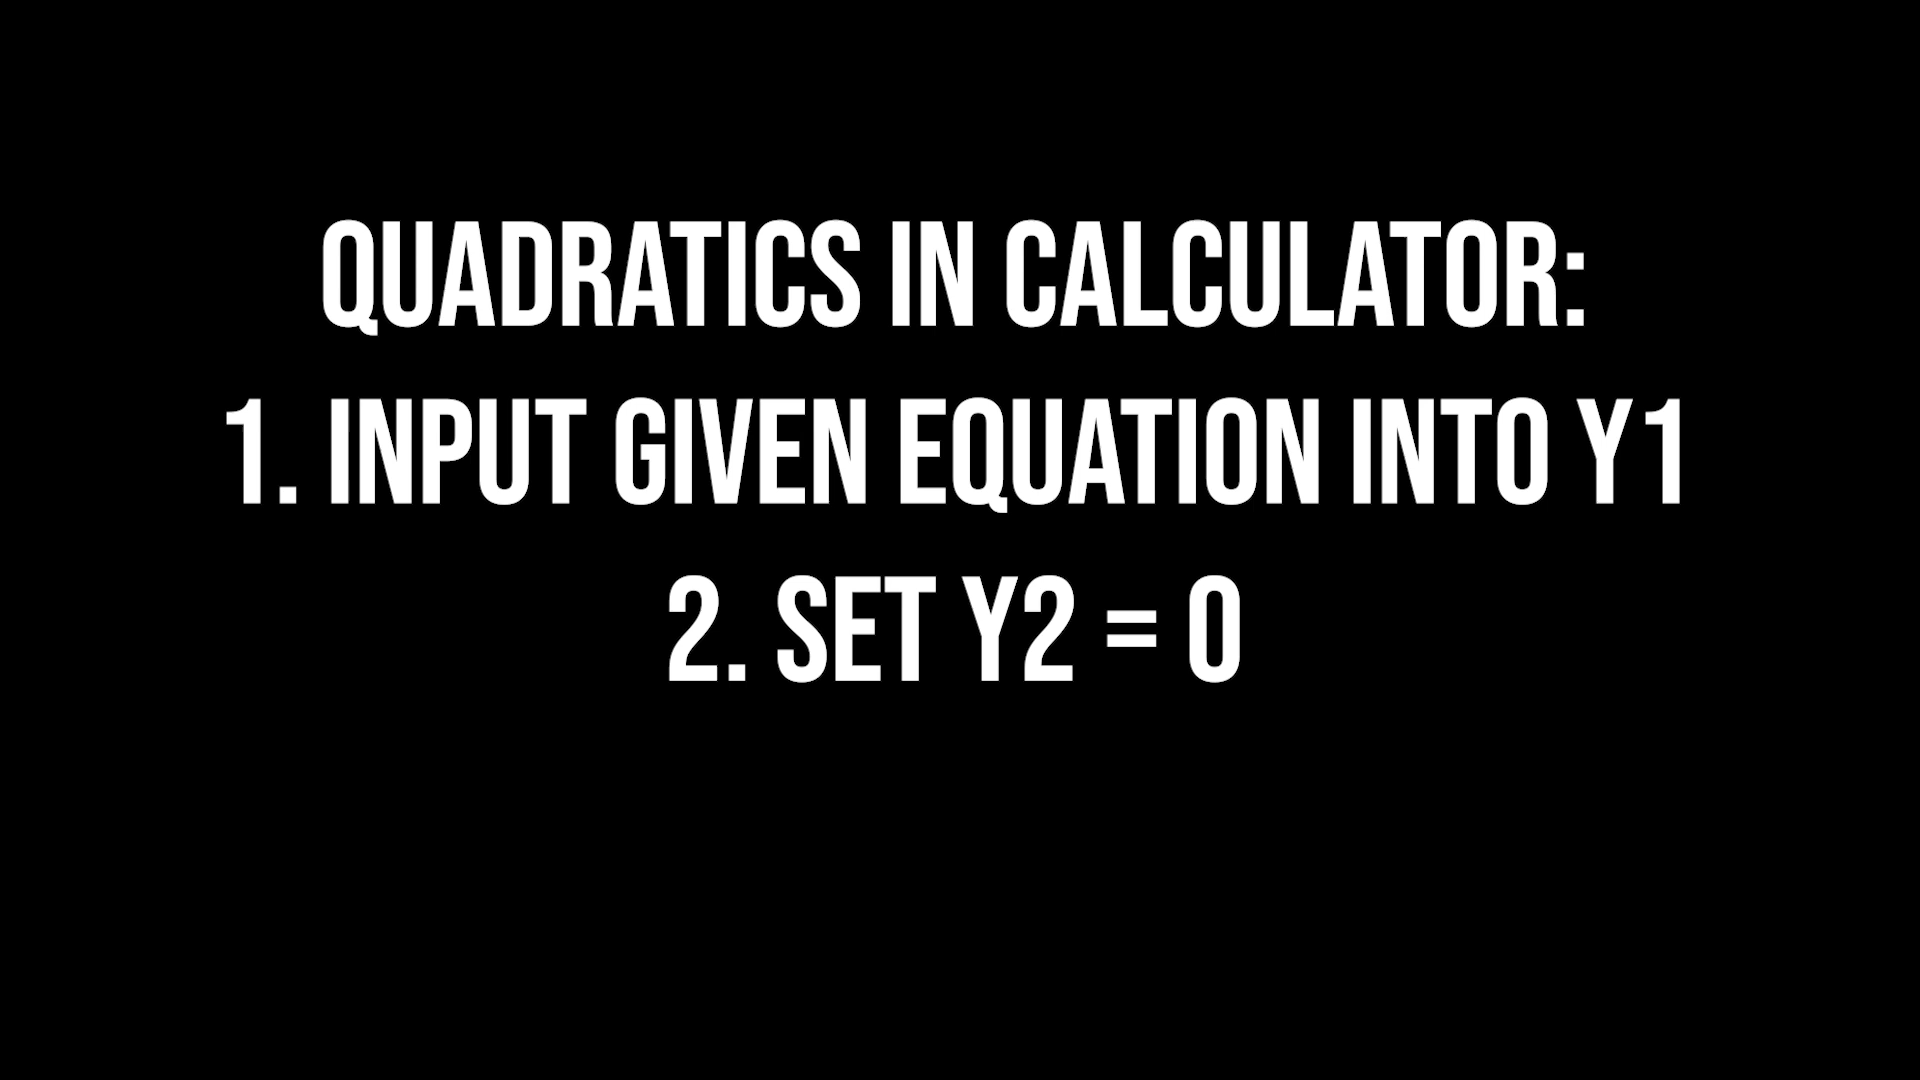 QUADRATICS IN CALCULATOR:
1. INPUT GIVEN EQUATION INTO Y1
2. SET Y2 = 0